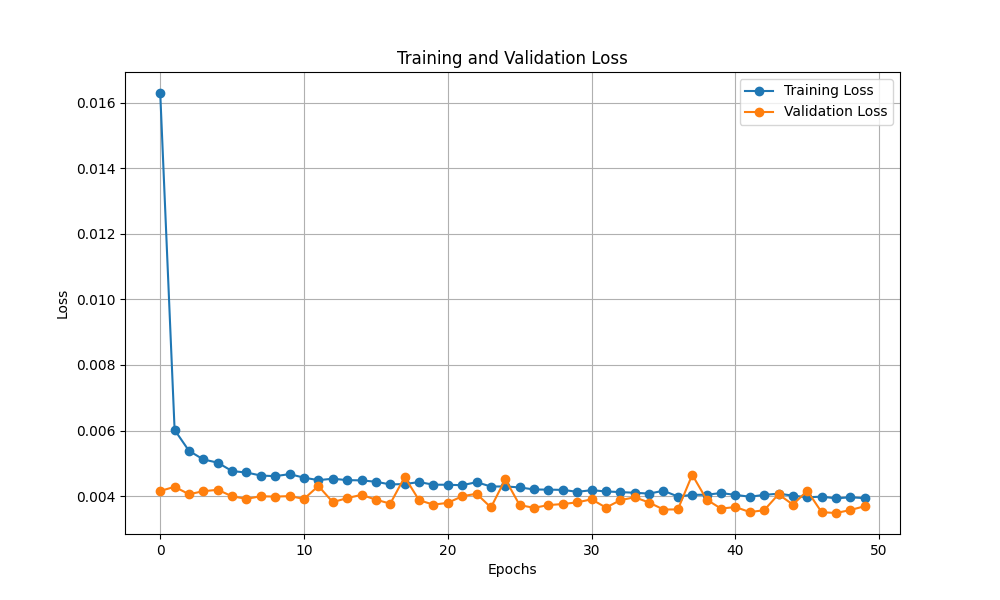 Training and Validation Loss
Training Loss
Validation Loss
0.016
0.014
0.012
0.010
0.008
0.006
0.004
Loss
0 10 20 30 40 50
Epochs